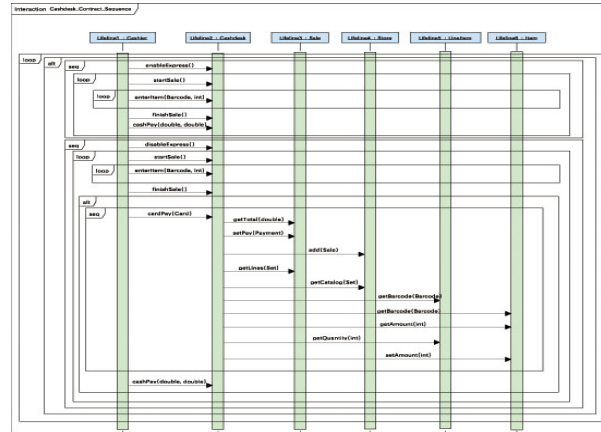 interaction Cashdesk_Contract_Sequence
Lifeline1 : Cashier Lifeline2 : Cashdesk Lifeline3 : Sale Lifeline4 : Store Lifeline5 : LineItem Lifeline6 : Item
loop
alt
seq
enableExpress()
loop
startSale()
loop
enterItem(Barcode, int)
finishSale()
cashPay(double, double)
seq
disableExpress()
loop
startSale()
loop
enterItem(Barcode, int)
finishSale()
alt
seq
cardPay(Card)
getTotal(double)
setPay(Payment)
add(Sale)
getLines(Set)
getCatalog(Set)
getBarcode(Barcode)
getBarcode(Barcode)
getAmount(int)
getQuantity(int)
setAmount(int)
cashPay(double, double)